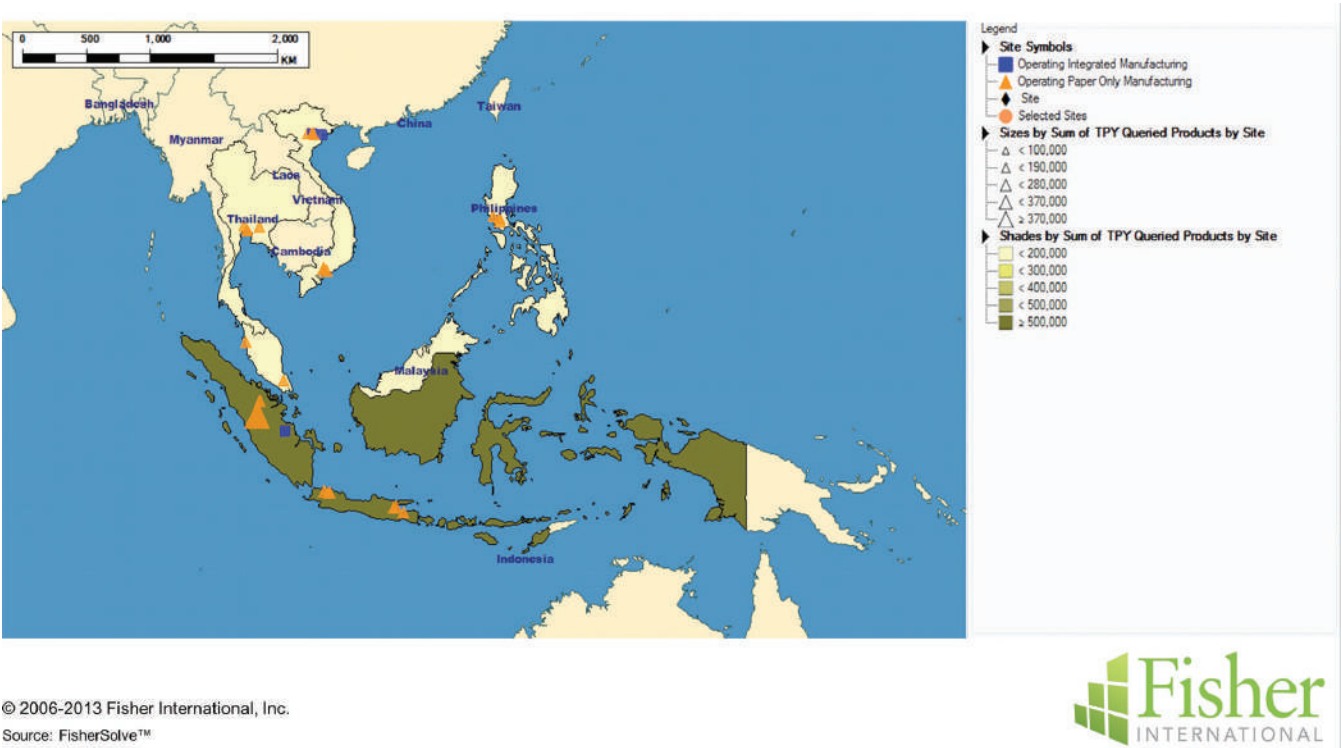 0 500 1,000 2,000
KM
Bangladesh
Myanmar
China
Taiwan
Laos
Vietnam
Thailand
Cambodia
Philippines
Malaysia
Indonesia
Legend
Site Symbols
Operating Integrated Manufacturing
Operating Paper Only Manufacturing
Site
Selected Sites
Sizes by Sum of TPY Queried Products by Site
< 100,000
< 190,000
< 280,000
< 370,000
≥ 370,000
Shades by Sum of TPY Queried Products by Site
< 200,000
< 300,000
< 400,000
< 500,000
≥ 500,000
© 2006-2013 Fisher International, Inc.
Source: FisherSolve™
Fisher
INTERNATIONAL